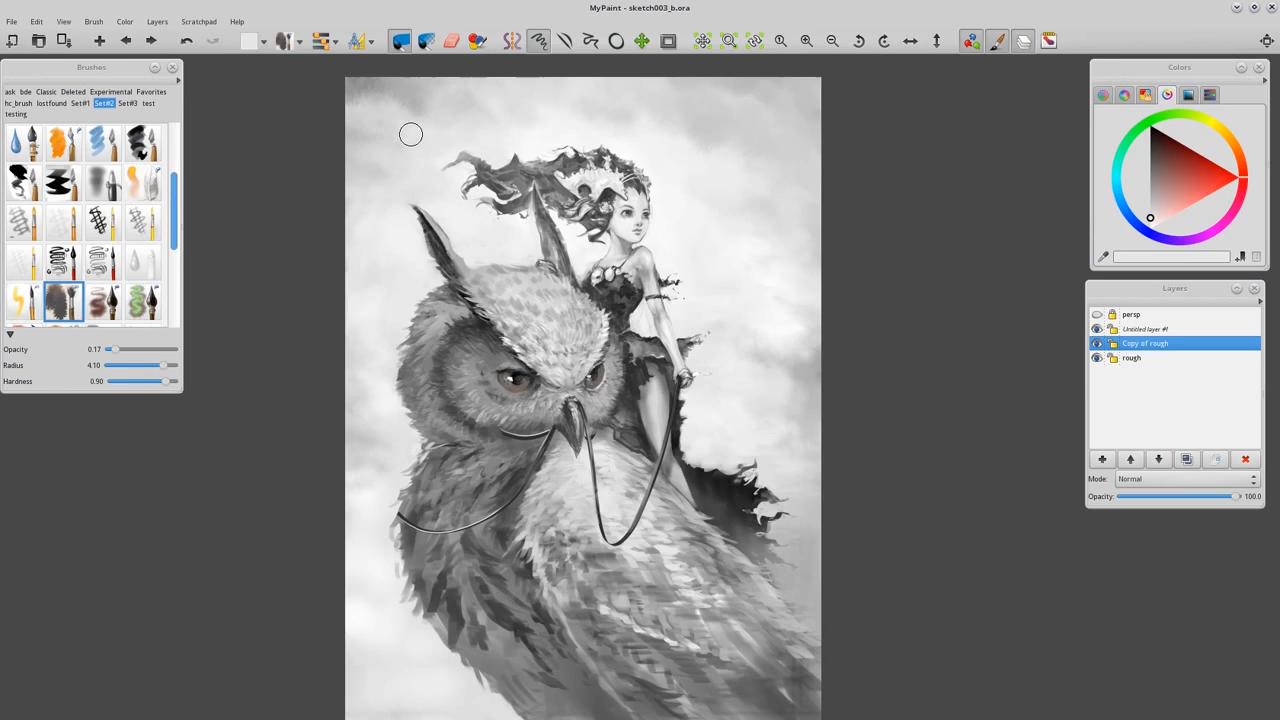 MyPaint - sketch003_b.ora
File Edit View Brush Color Layers Scratchpad Help
Brushes
ask bde Classic Deleted Experimental Favorites
hc_brush lostfound Set#1 Set#2 Set#3 test
testing
Opacity 0.17
Radius 4.10
Hardness 0.90
Colors
Layers
persp
Untitled layer #1
Copy of rough
rough
Mode: Normal
Opacity: 100.0